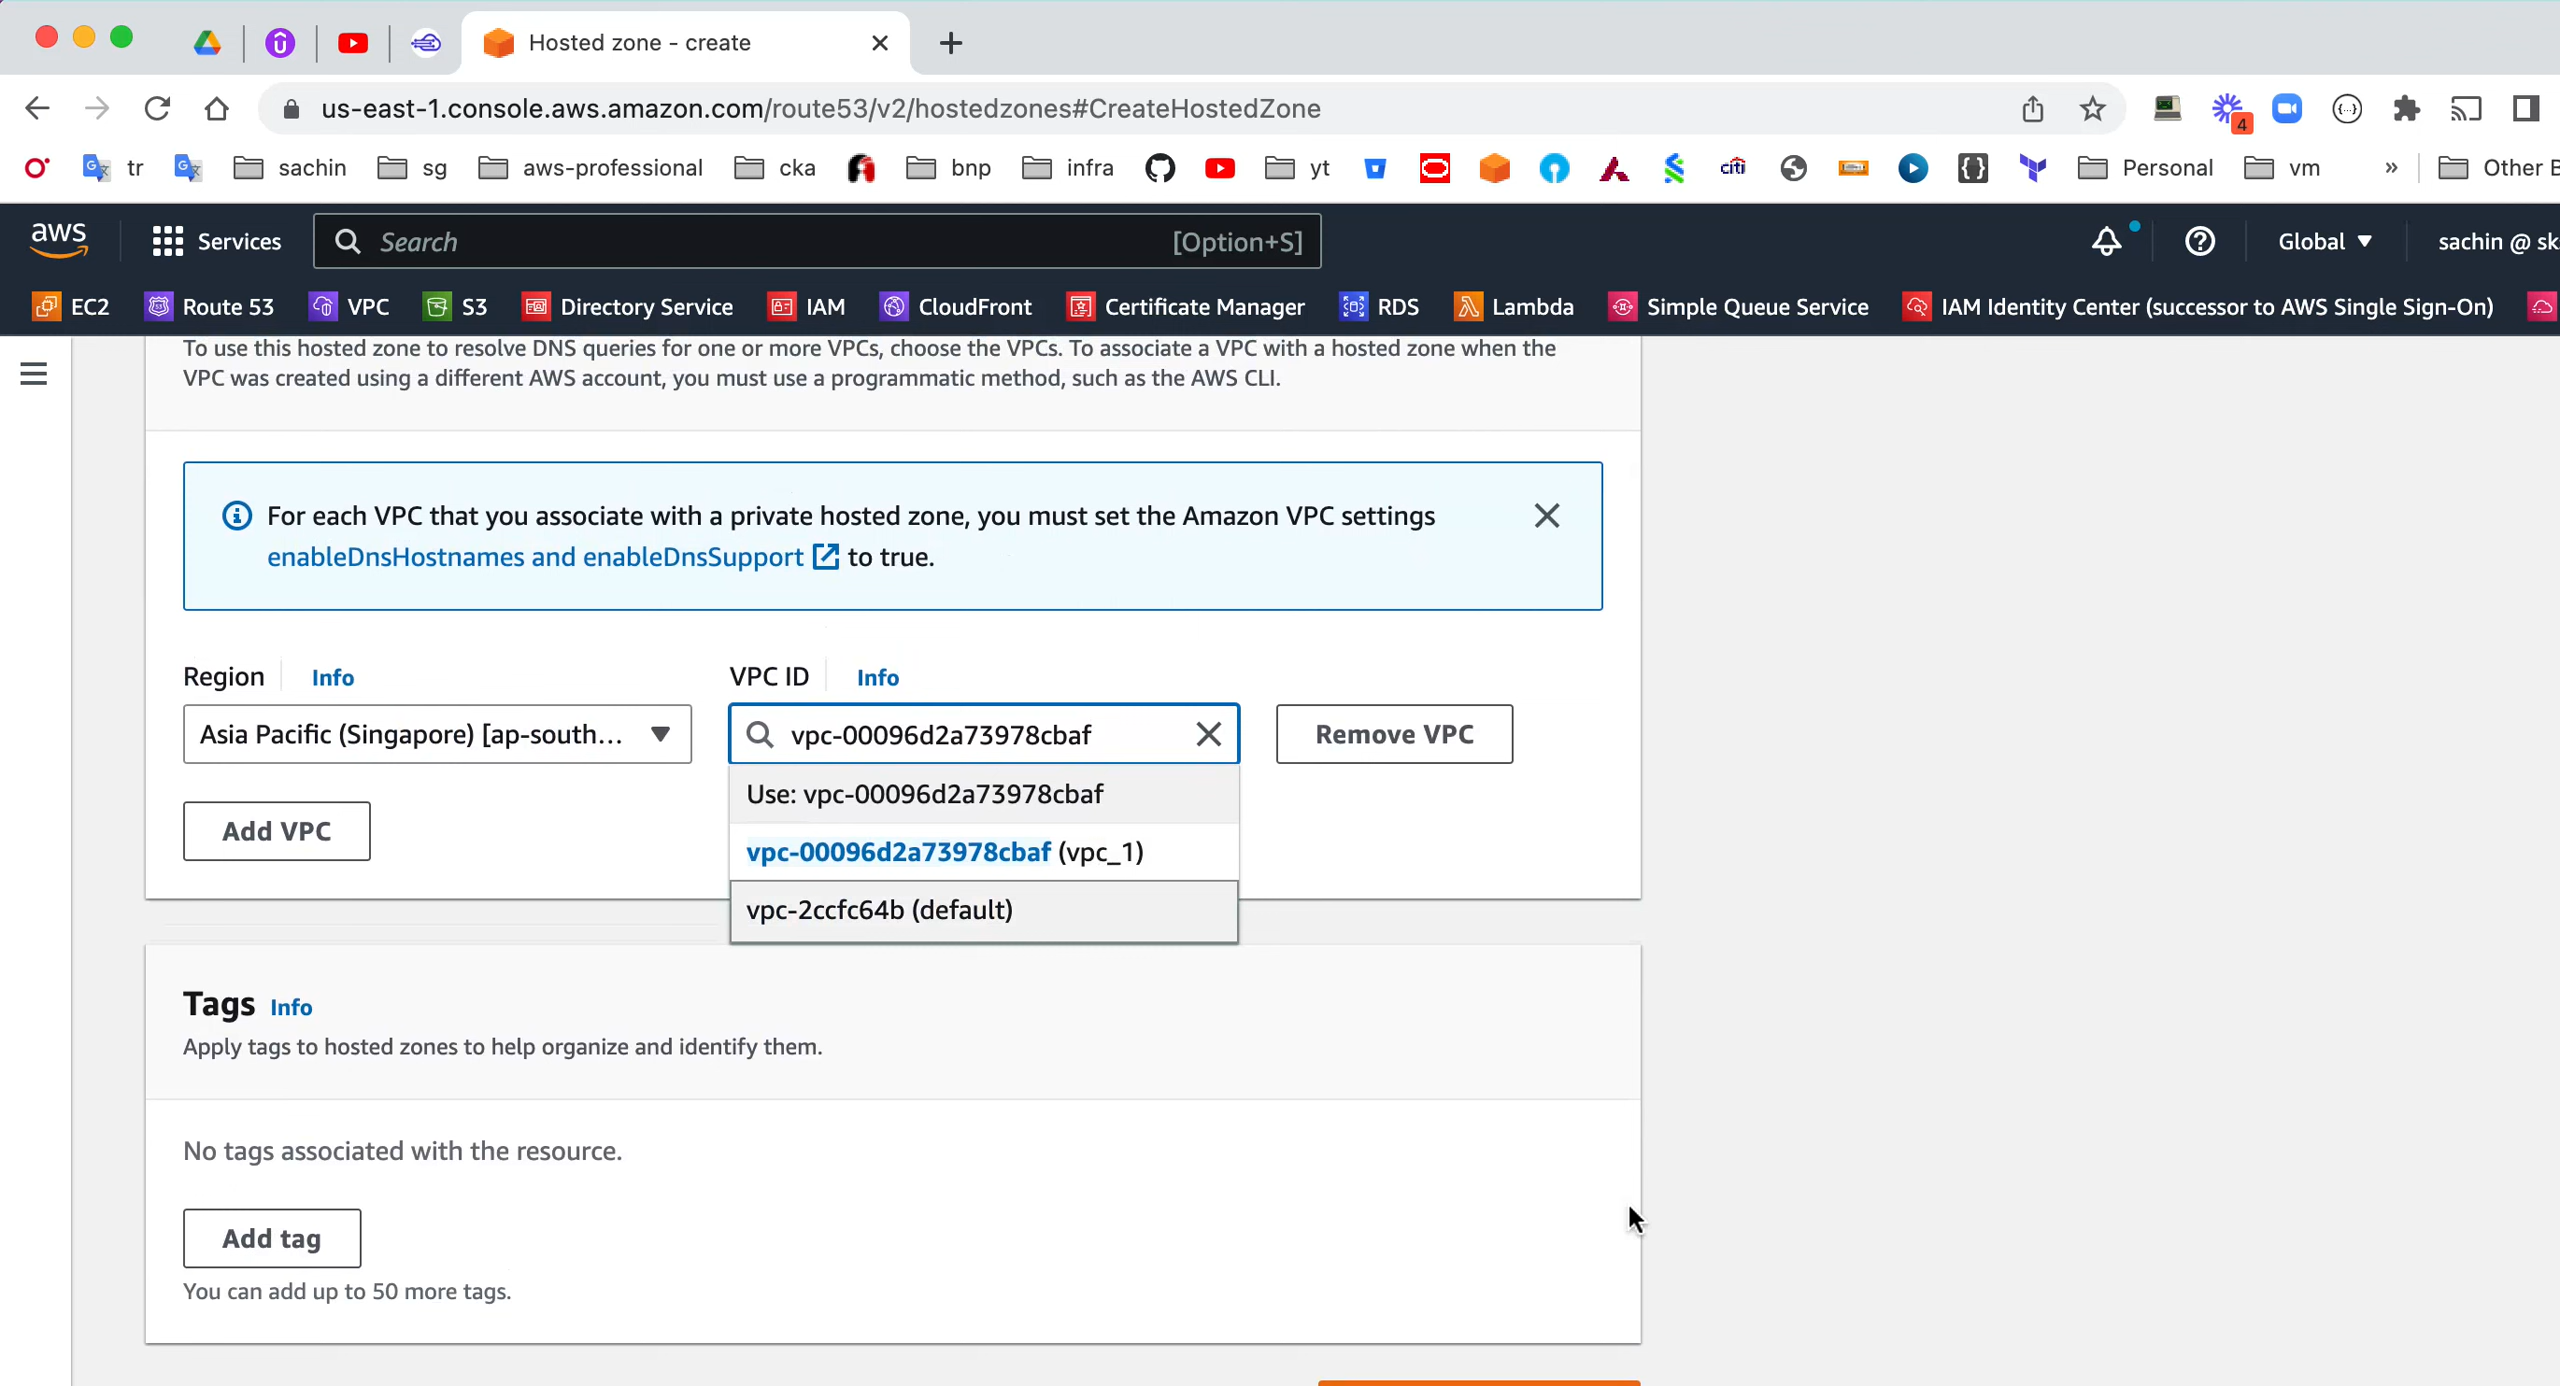 Hosted zone - create
us-east-1.console.aws.amazon.com/route53/v2/hostedzones#CreateHostedZone
4
tr
sachin
sg
aws-professional
cka
bnp
infra
yt
citi
Personal
vm
»
Other B
aws
Services
Search
[Option+S]
Global
sachin @ sk
EC2
Route 53
VPC
S3
Directory Service
IAM
CloudFront
Certificate Manager
RDS
Lambda
Simple Queue Service
IAM Identity Center (successor to AWS Single Sign-On)
To use this hosted zone to resolve DNS queries for one or more VPCs, choose the VPCs. To associate a VPC with a hosted zone when the
VPC was created using a different AWS account, you must use a programmatic method, such as the AWS CLI.
For each VPC that you associate with a private hosted zone, you must set the Amazon VPC settings
enableDnsHostnames and enableDnsSupport to true.
Region Info
VPC ID Info
Asia Pacific (Singapore) [ap-south...
vpc-00096d2a73978cbaf
Remove VPC
Use: vpc-00096d2a73978cbaf
Add VPC
vpc-00096d2a73978cbaf (vpc_1)
vpc-2ccfc64b (default)
Tags Info
Apply tags to hosted zones to help organize and identify them.
No tags associated with the resource.
Add tag
You can add up to 50 more tags.